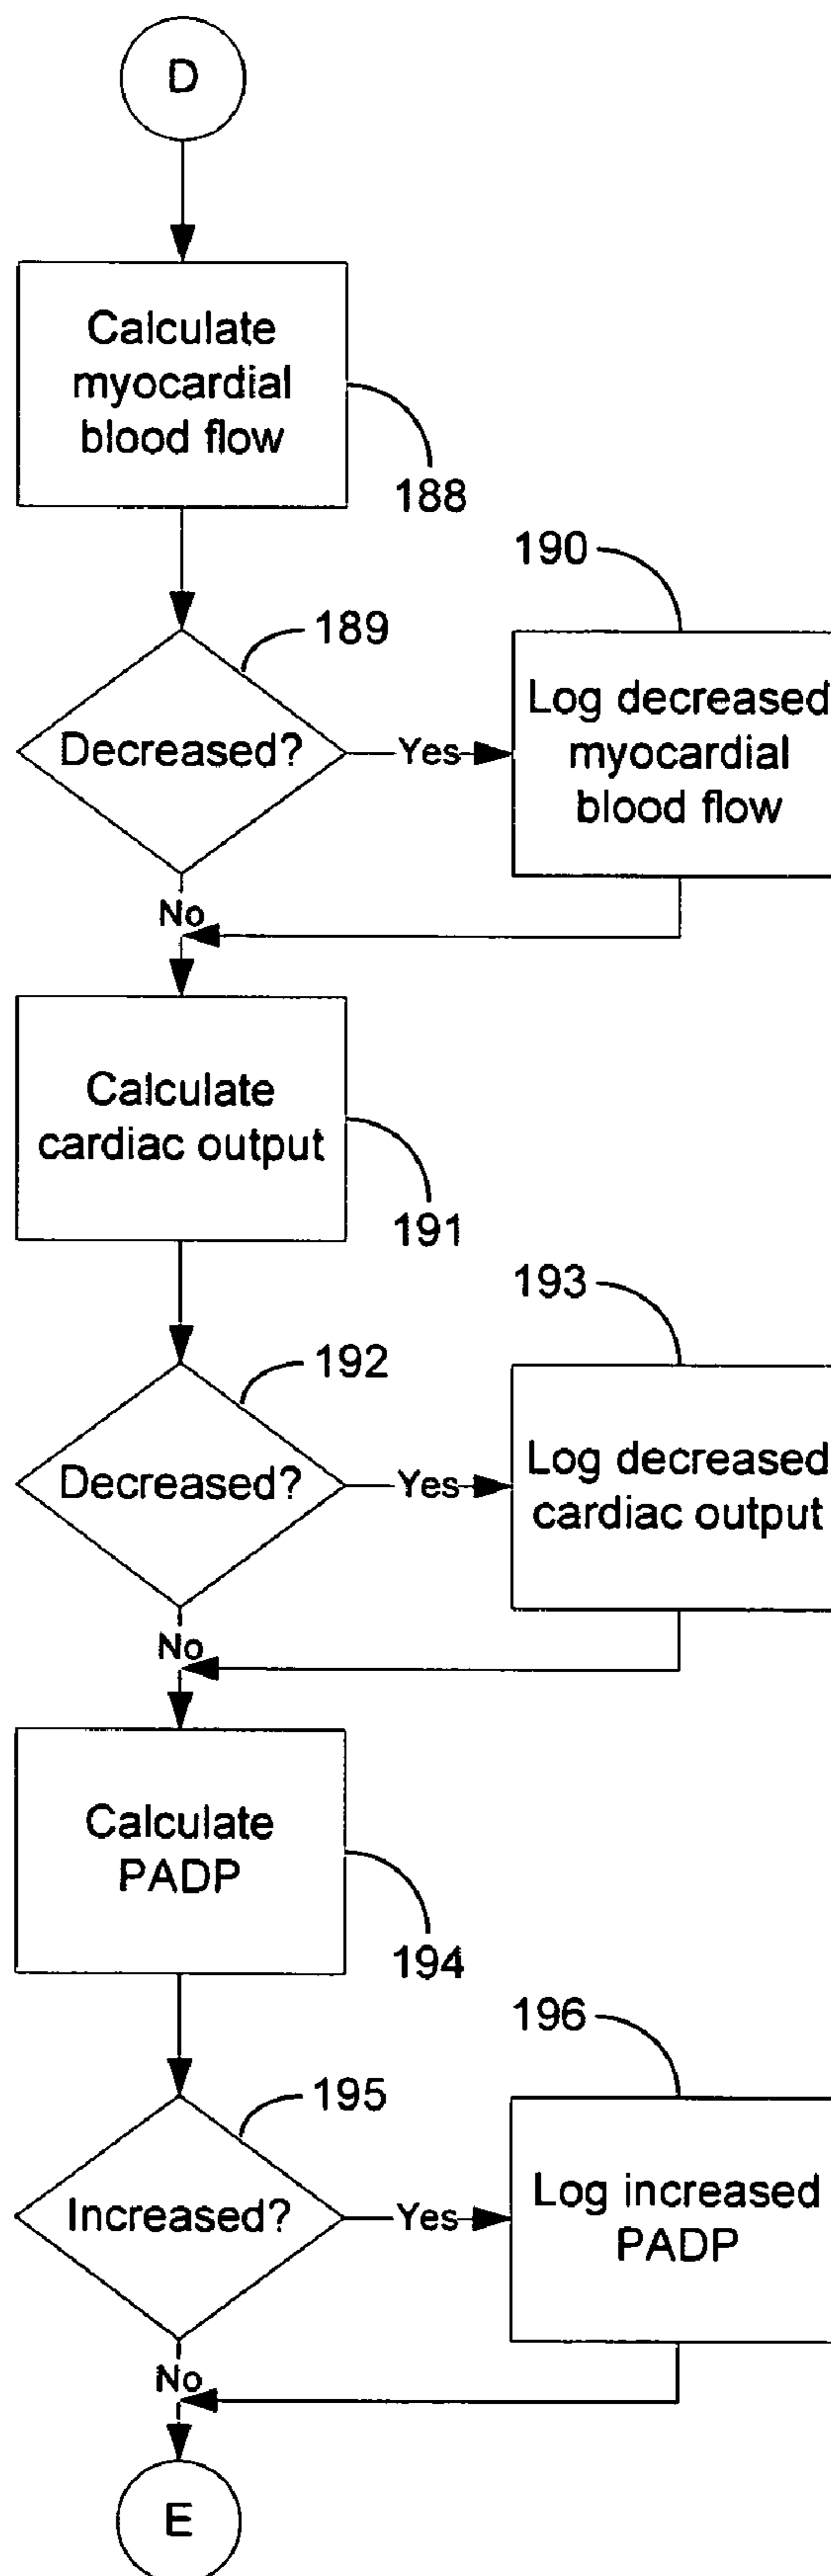 D
Calculate
myocardial
blood flow
188
190
189
Decreased?
Yes
Log decreased
myocardial
blood flow
No
Calculate
cardiac output
191
193
192
Decreased?
Yes
Log decreased
cardiac output
No
Calculate
PADP
194
196
195
Increased?
Yes
Log increased
PADP
No
E